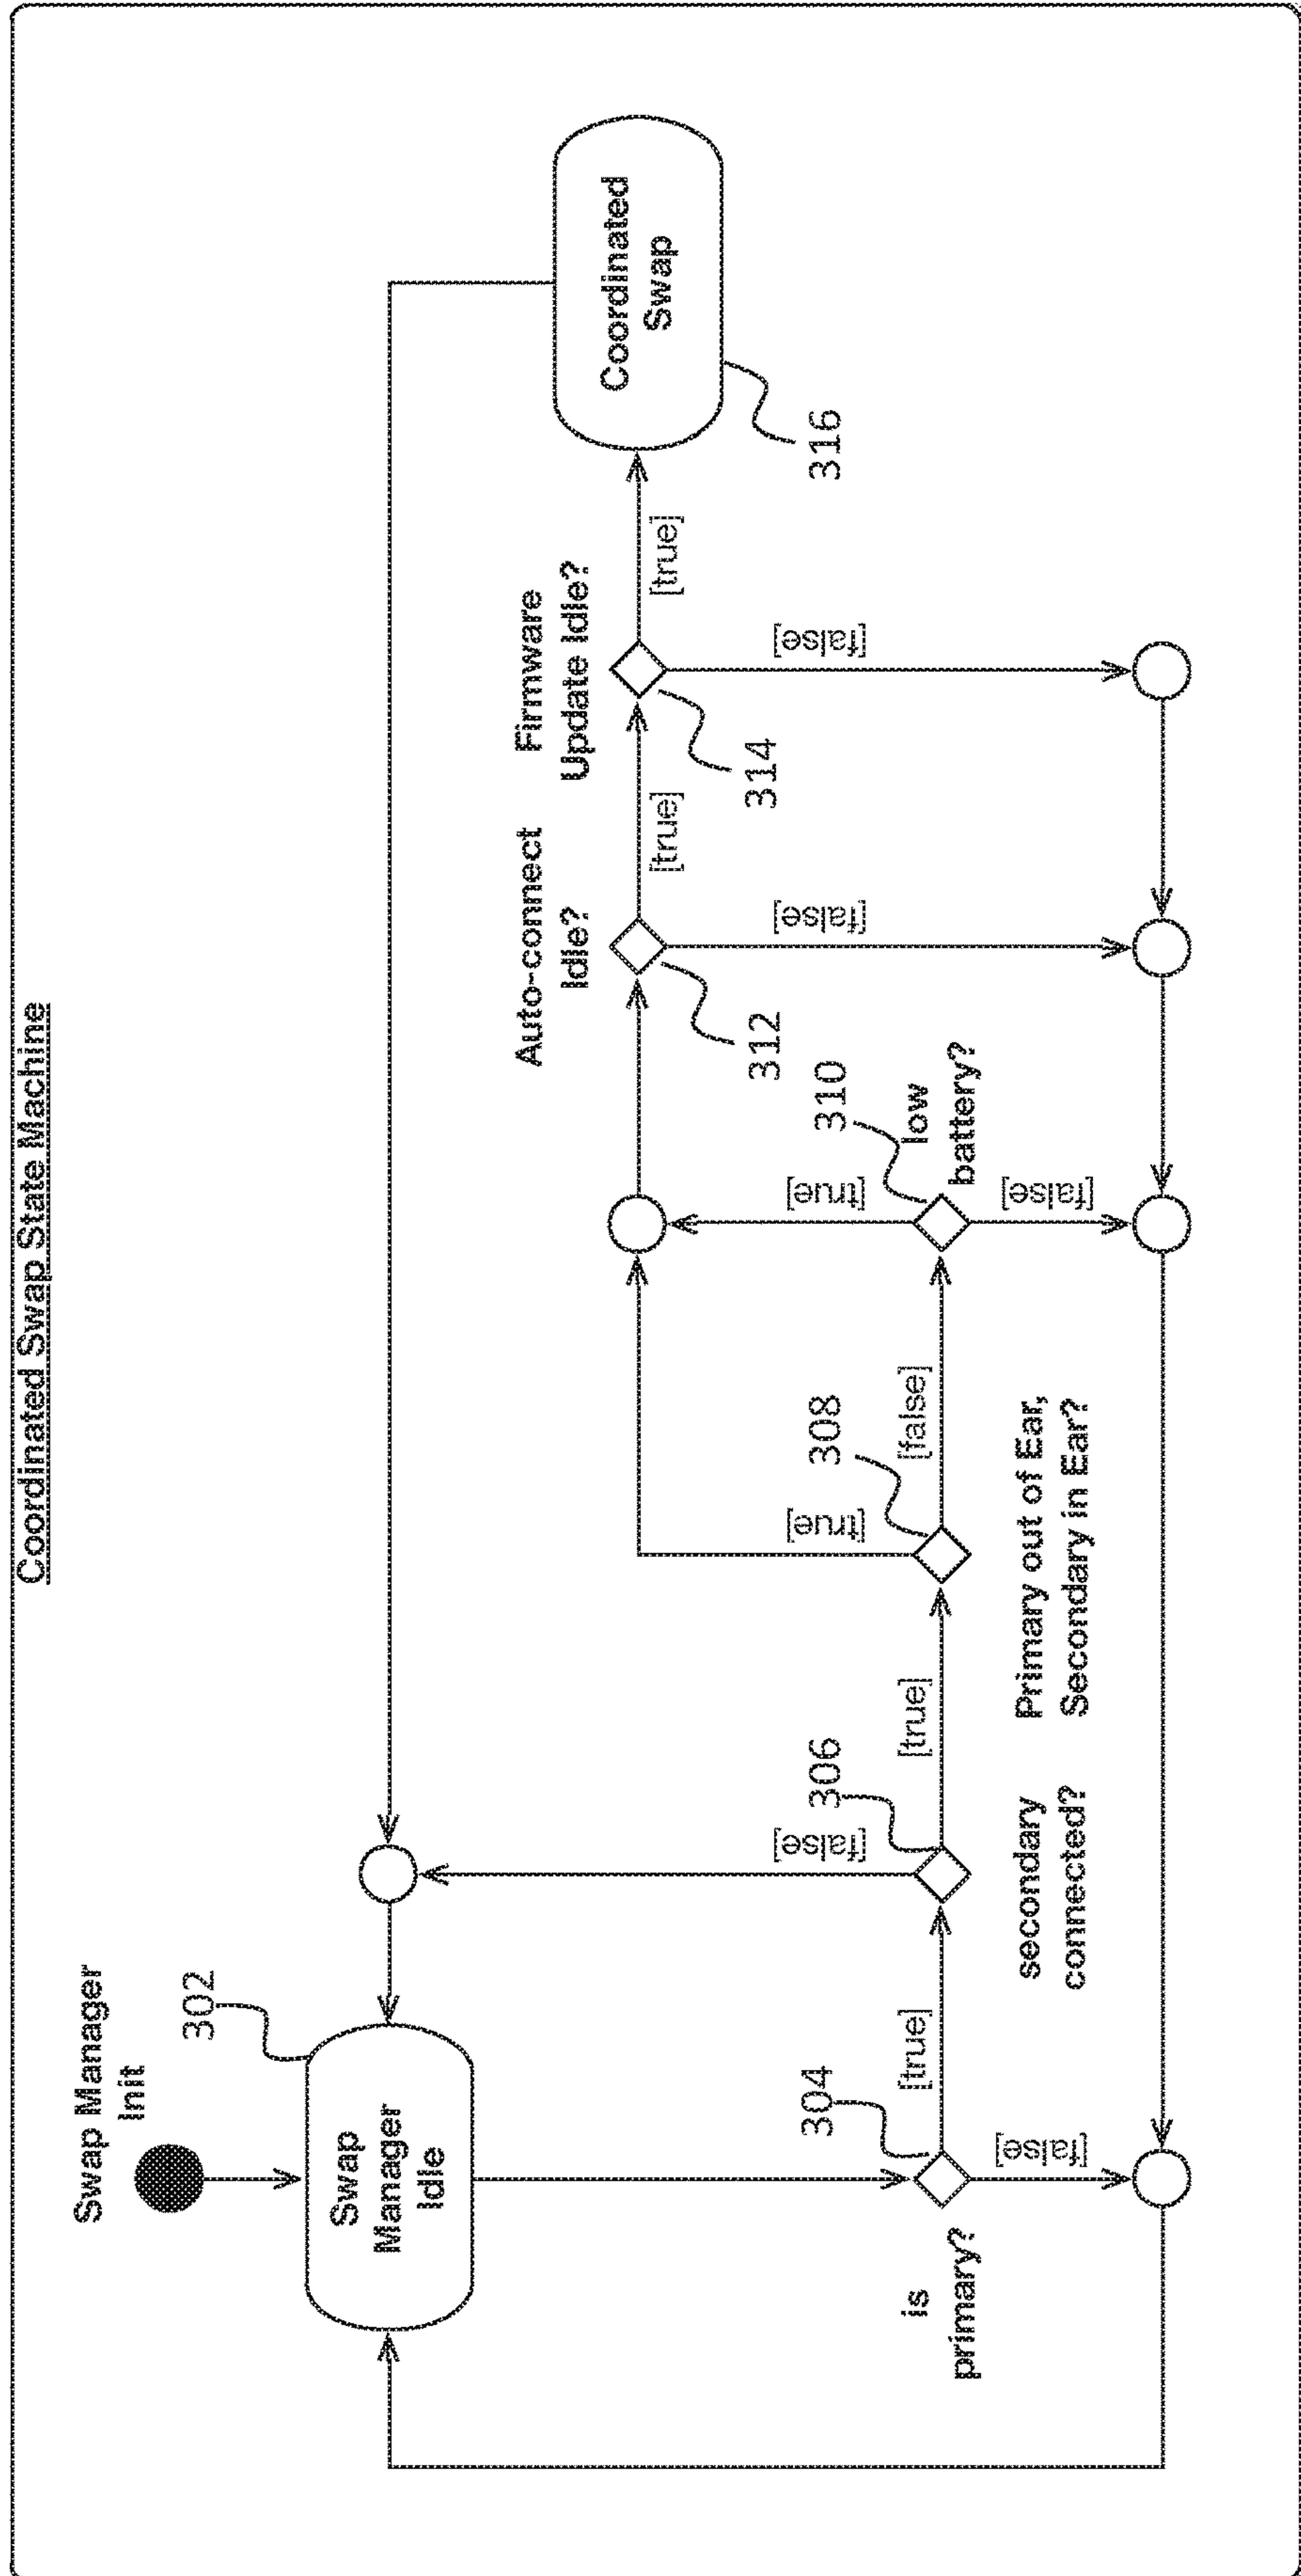 Coordinated Swap State Machine
Swap Manager
Init
302
Swap
Manager
Idle
is
primary?
304
[true]
[false]
secondary
connected?
306
[false]
[true]
Primary out of Ear,
Secondary in Ear?
308
[true]
[false]
low
battery?
310
[true]
[false]
Auto-connect
Idle?
312
[true]
[false]
Firmware
Update Idle?
314
[true]
[false]
Coordinated
Swap
316